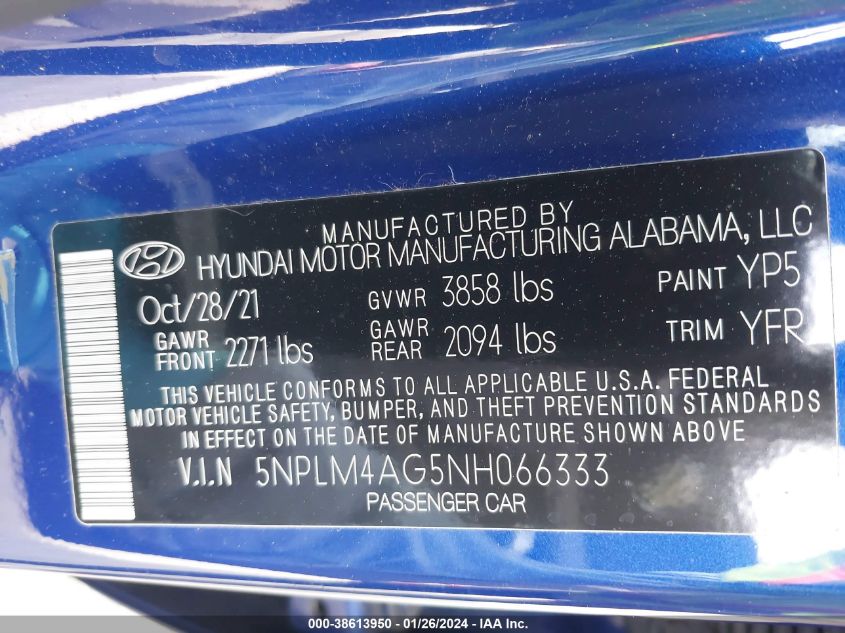 MANUFACTURED BY
HYUNDAI MOTOR MANUFACTURING ALABAMA, LLC
Oct/28/21 GVWR 3858 lbs PAINT YP5
GAWR FRONT 2271 lbs GAWR REAR 2094 lbs TRIM YFR
THIS VEHICLE CONFORMS TO ALL APPLICABLE U.S.A. FEDERAL
MOTOR VEHICLE SAFETY, BUMPER, AND THEFT PREVENTION STANDARDS
IN EFFECT ON THE DATE OF MANUFACTURE SHOWN ABOVE
V.I.N 5NPLM4AG5NH066333
PASSENGER CAR
000-38613950 - 01/26/2024 - IAA Inc.